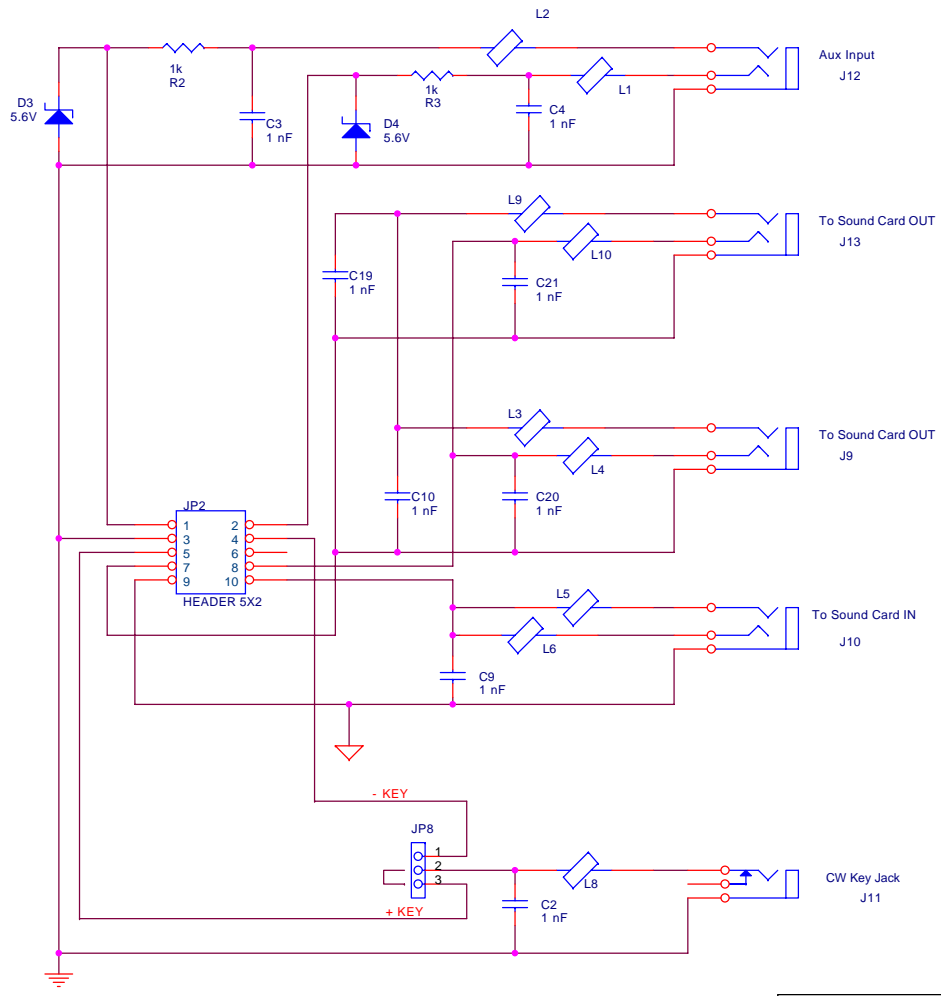 L2
Aux Input
J12
1k
R2
1k
R3
L1
D3
5.6V
C3
1 nF
D4
5.6V
C4
1 nF
L9
To Sound Card OUT
J13
L10
C19
1 nF
C21
1 nF
L3
To Sound Card OUT
J9
L4
C10
1 nF
C20
1 nF
JP2
1 2
3 4
5 6
7 8
9 10
HEADER 5X2
L5
To Sound Card IN
J10
L6
C9
1 nF
- KEY
JP8
1
2
3
L8
CW Key Jack
J11
C2
1 nF
+ KEY